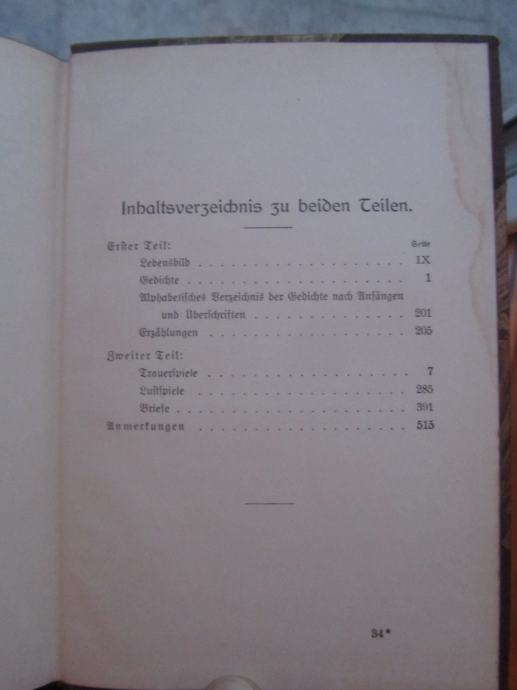 Inhaltsverzeichnis zu beiden Teilen.
Erster Teil: Seite
Lebensbild . . . . . . . . . . . . . . . . . . . IX
Gedichte . . . . . . . . . . . . . . . . . . . . 1
Alphabetisches Verzeichnis der Gedichte nach Anfängen
und Überschriften . . . . . . . . . . . . . . 201
Erzählungen . . . . . . . . . . . . . . . . . . 205
Zweiter Teil:
Trauerspiele . . . . . . . . . . . . . . . . . . 7
Lustspiele . . . . . . . . . . . . . . . . . . . 285
Briefe . . . . . . . . . . . . . . . . . . . . . 391
Anmerkungen . . . . . . . . . . . . . . . . . . . 515
34*